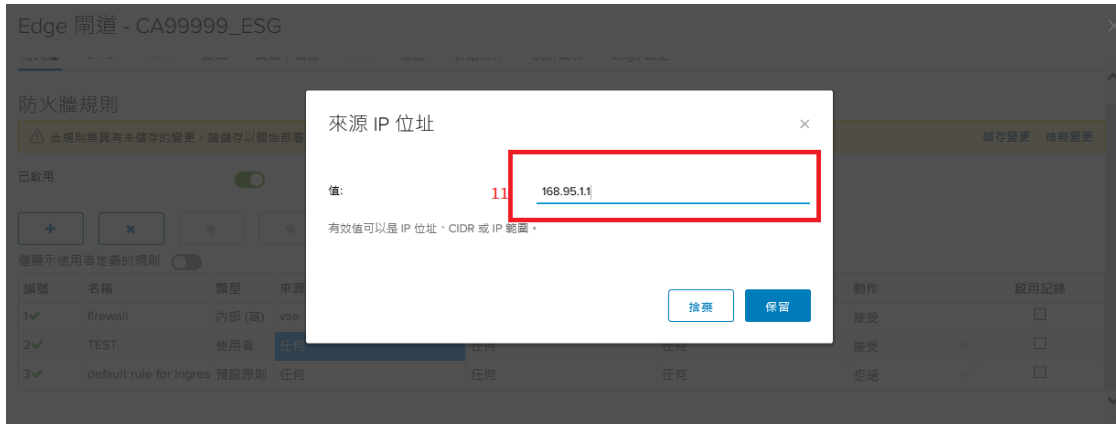 Edge 閘道 - CA99999_ESG
防火牆規則
此規則集具有未儲存的變更,請儲存以開始部署
儲存變更 捨棄變更
已啟用
來源 IP 位址
值:
11
168.95.1.1
有效值可以是 IP 位址、CIDR 或 IP 範圍。
捨棄 保留
僅顯示使用者定義的規則
編號 名稱 類型 來源 動作 啟用記錄
1 firewall 內部 (高) vse 接受
2 TEST 使用者 任何 任何 任何 接受
3 default rule for ingres 預設原則 任何 任何 任何 拒絕